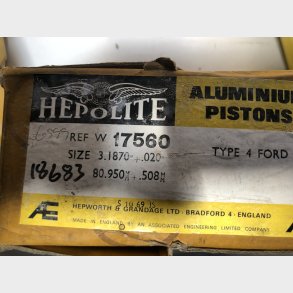 HEPOLITE
ALUMINIUM
PISTONS
REF W 17560
SIZE 3.1870 +.020
TYPE 4 FORD
18683
80.950 M/M +.508 M/M
AE
HEPWORTH & GRANDAGE LTD · BRADFORD 4 · ENGLAND
MADE IN ENGLAND BY AN ASSOCIATED ENGINEERING LIMITED COMPANY